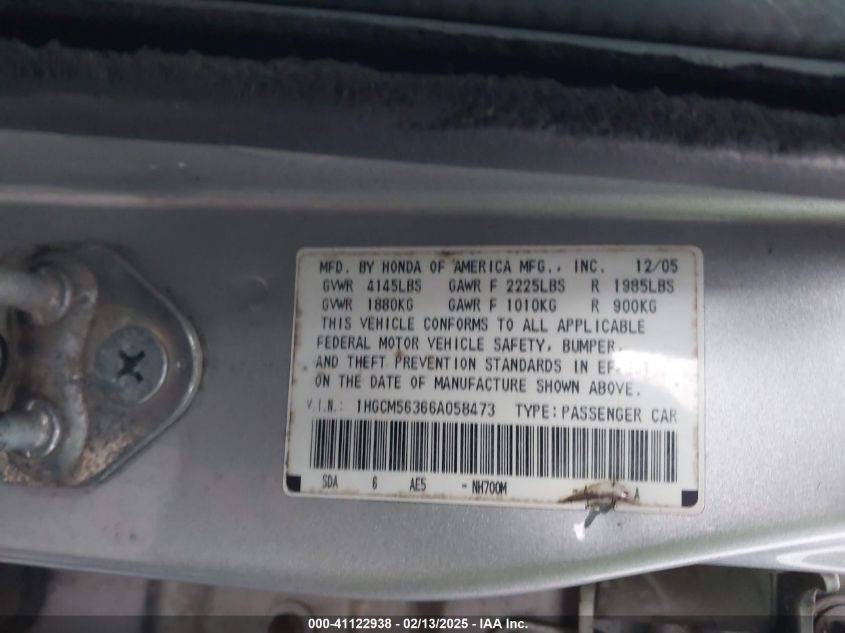 MFD. BY HONDA OF AMERICA MFG., INC. 12/05
GVWR 4145LBS GAWR F 2225LBS R 1985LBS
GVWR 1880KG GAWR F 1010KG R 900KG
THIS VEHICLE CONFORMS TO ALL APPLICABLE
FEDERAL MOTOR VEHICLE SAFETY, BUMPER,
AND THEFT PREVENTION STANDARDS IN
ON THE DATE OF MANUFACTURE SHOWN ABOVE.
V.I.N.: 1HGCM56366A058473 TYPE: PASSENGER CAR
SDA 6 AE5 - NH700M A
000-41122938 - 02/13/2025 - IAA Inc.